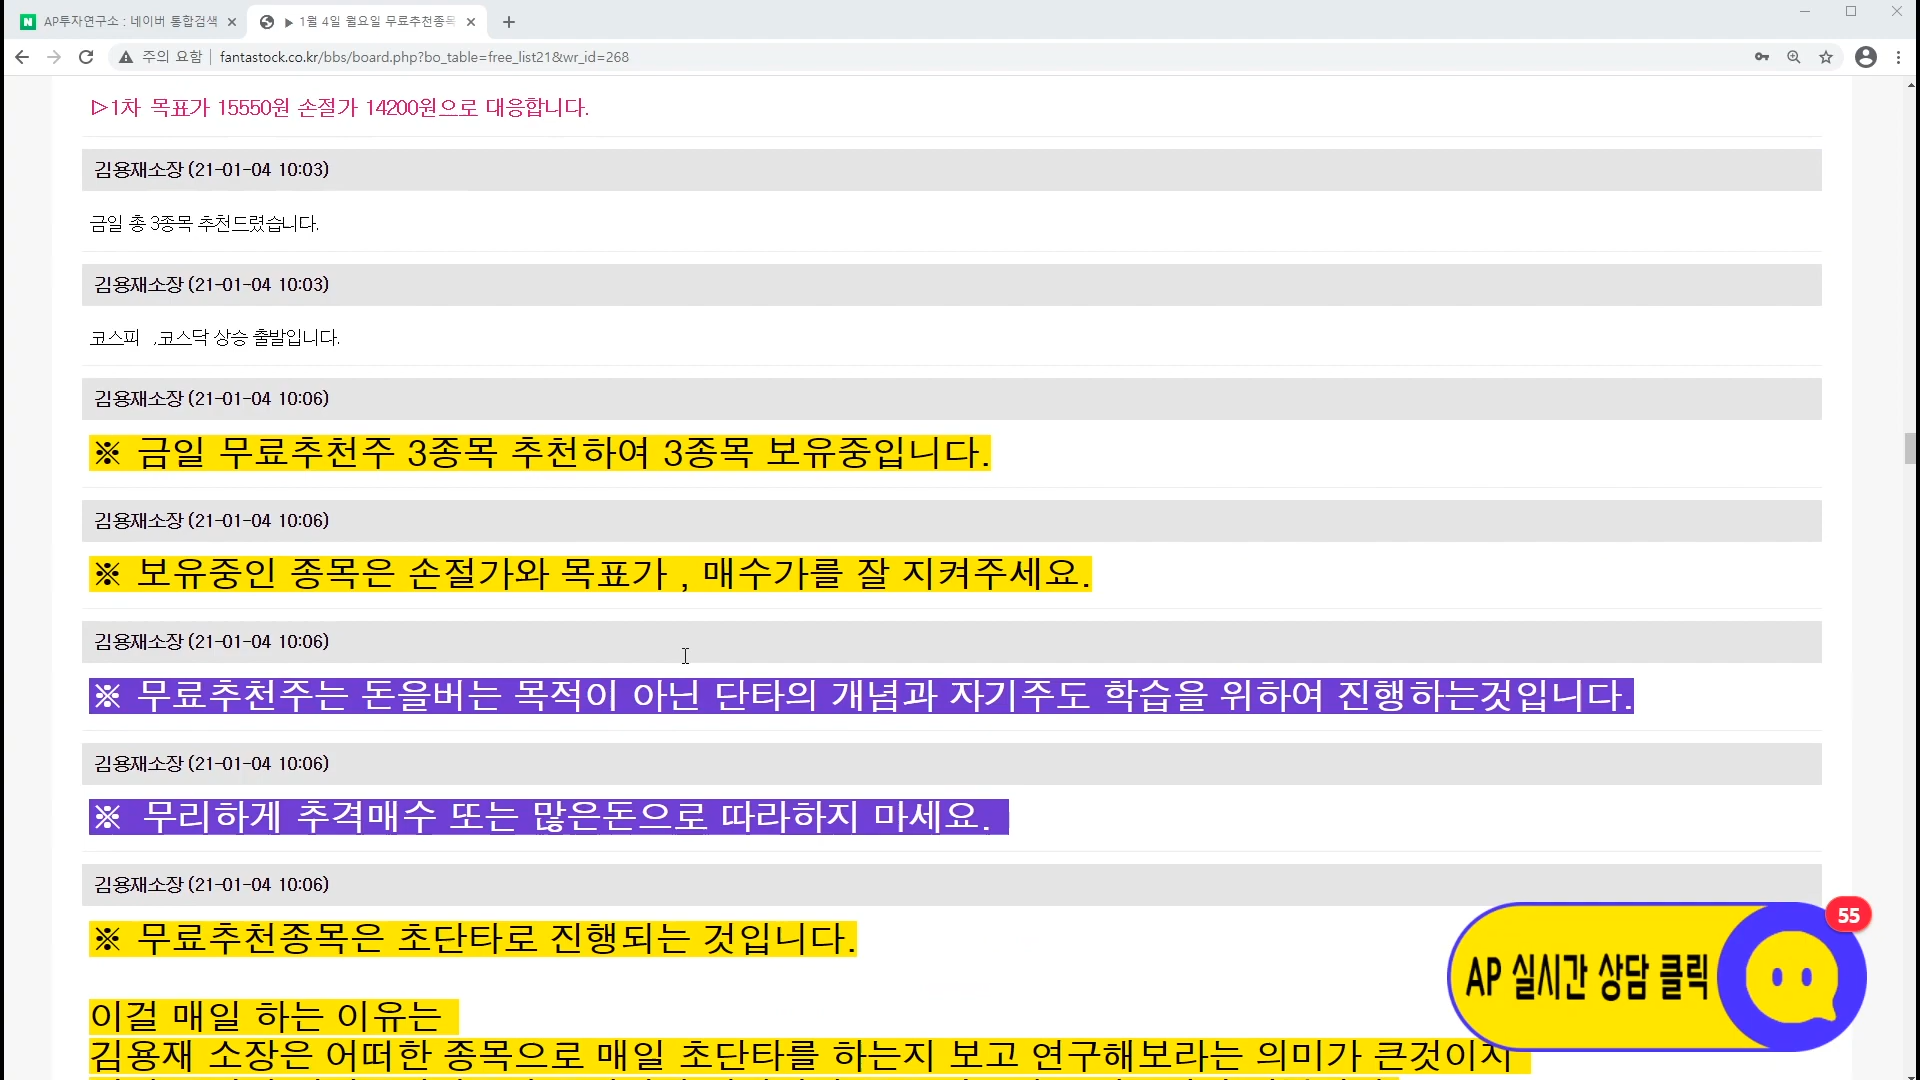 AP투자연구소 : 네이버 통합검색
▶ 1월 4일 월요일 무료추천종목
주의 요함
fantastock.co.kr/bbs/board.php?bo_table=free_list21&wr_id=268
▷1차 목표가 15550원 손절가 14200원으로 대응합니다.
김용재소장 (21-01-04 10:03)
금일 총 3종목 추천드렸습니다.
김용재소장 (21-01-04 10:03)
코스피 ,코스닥 상승 출발입니다.
김용재소장 (21-01-04 10:06)
※ 금일 무료추천주 3종목 추천하여 3종목 보유중입니다.
김용재소장 (21-01-04 10:06)
※ 보유중인 종목은 손절가와 목표가 , 매수가를 잘 지켜주세요.
김용재소장 (21-01-04 10:06)
※ 무료추천주는 돈을버는 목적이 아닌 단타의 개념과 자기주도 학습을 위하여 진행하는것입니다.
김용재소장 (21-01-04 10:06)
※ 무리하게 추격매수 또는 많은돈으로 따라하지 마세요.
김용재소장 (21-01-04 10:06)
※ 무료추천종목은 초단타로 진행되는 것입니다.
이걸 매일 하는 이유는
김용재 소장은 어떠한 종목으로 매일 초단타를 하는지 보고 연구해보라는 의미가 큰것이지
55
AP 실시간 상담 클릭